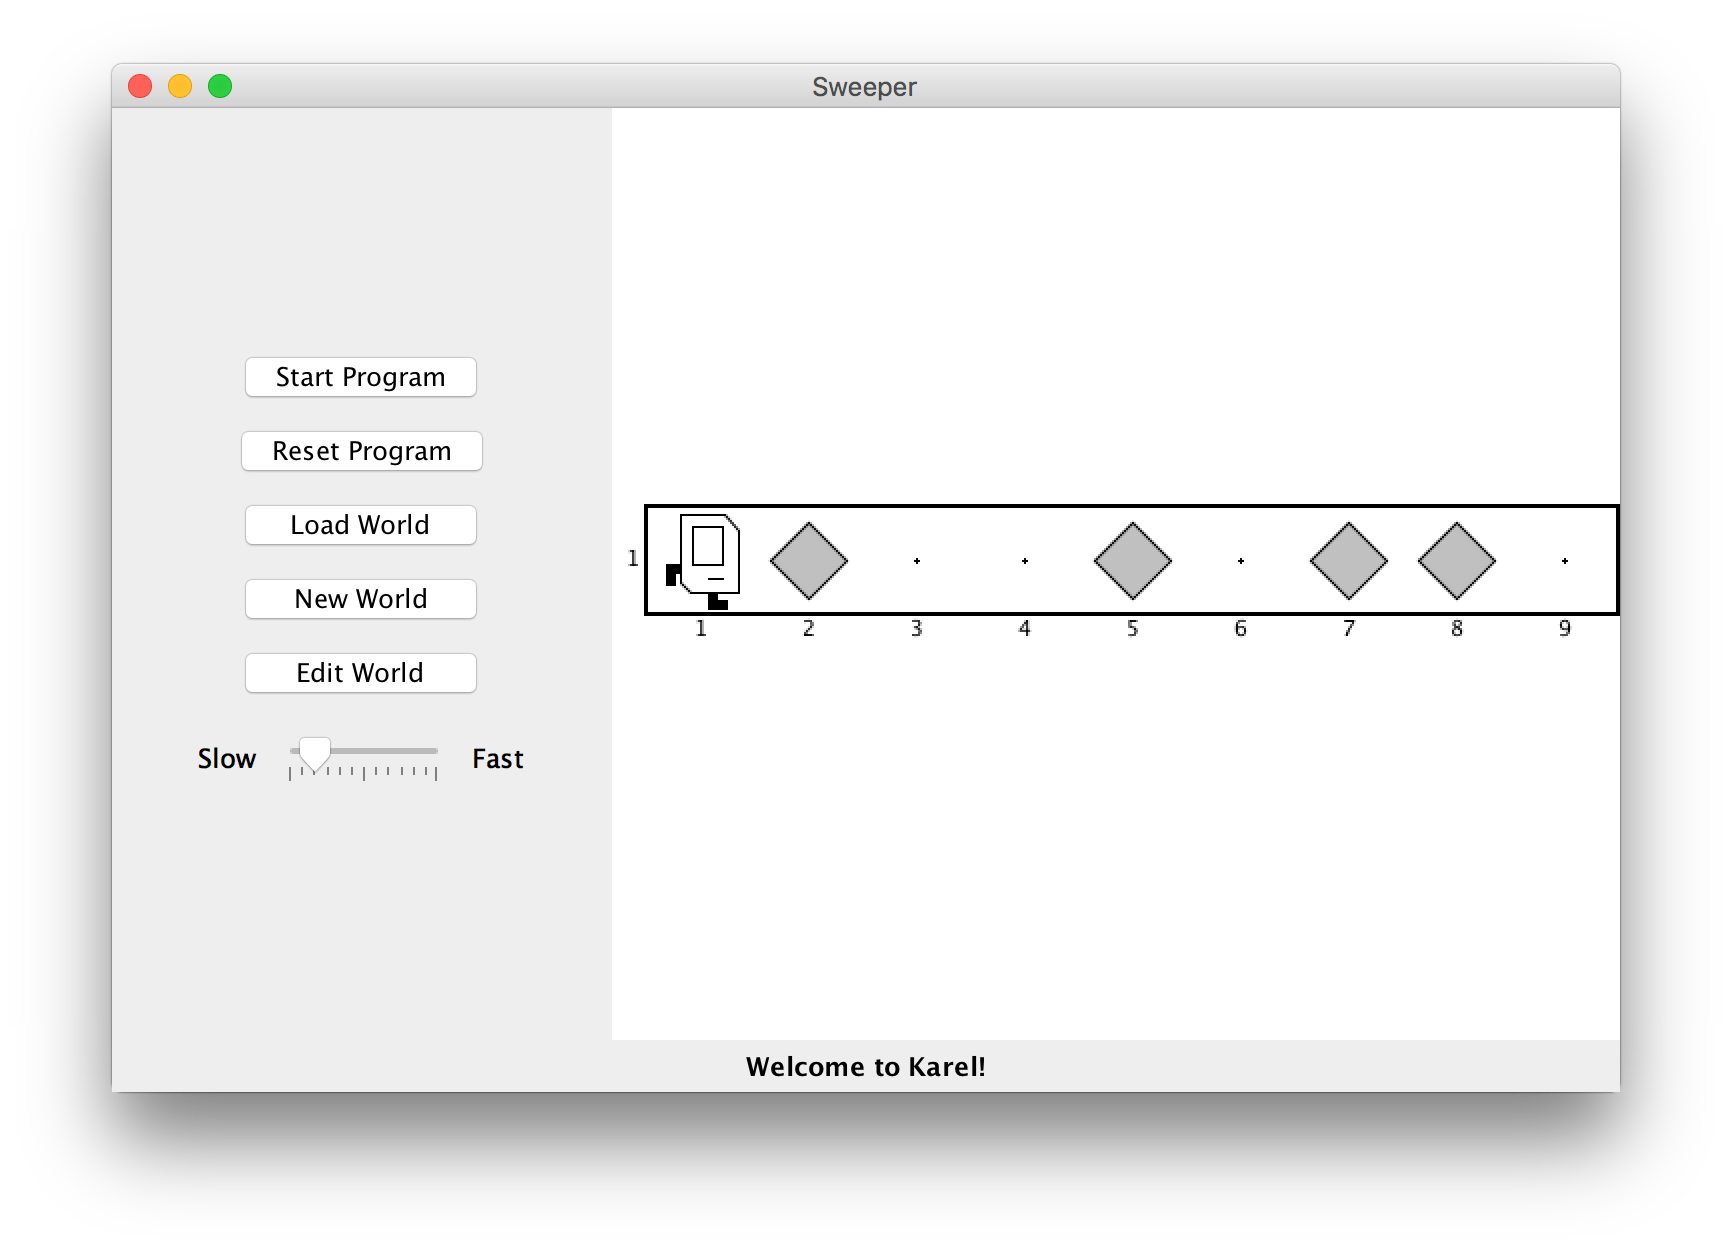 Sweeper
Start Program
Reset Program
Load World
New World
Edit World
Slow Fast
1
1 2 3 4 5 6 7 8 9
Welcome to Karel!